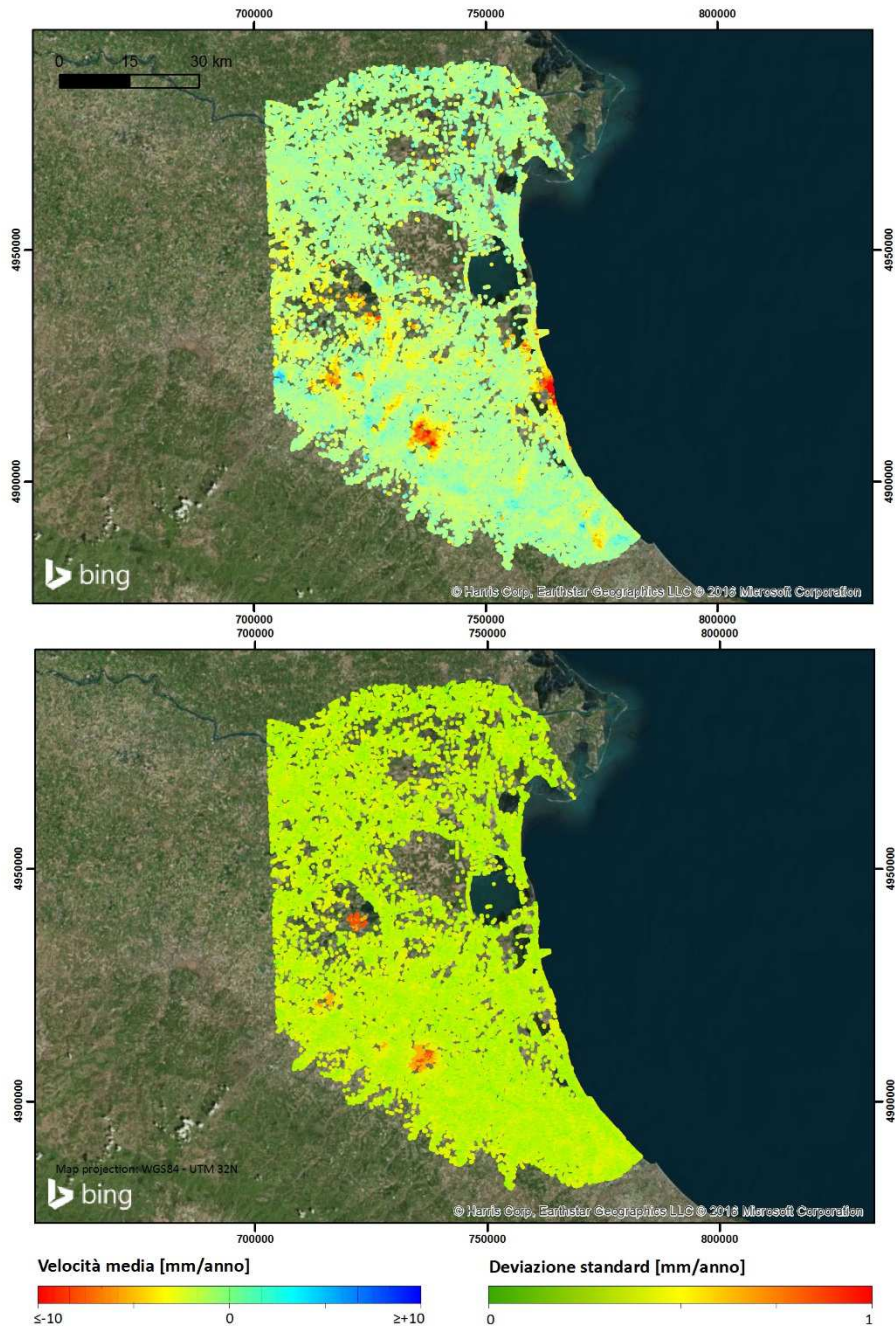 700000 750000 800000
0 15 30 km
4950000 4950000
4900000 4900000
bing
© Harris Corp, Earthstar Geographics LLC © 2016 Microsoft Corporation
700000 750000 800000
700000 750000 800000
4950000 4950000
4900000 4900000
Map projection: WGS84 - UTM 32N
bing
© Harris Corp, Earthstar Geographics LLC © 2016 Microsoft Corporation
700000 750000 800000
Velocità media [mm/anno] Deviazione standard [mm/anno]
≤-10 0 ≥+10 0 1